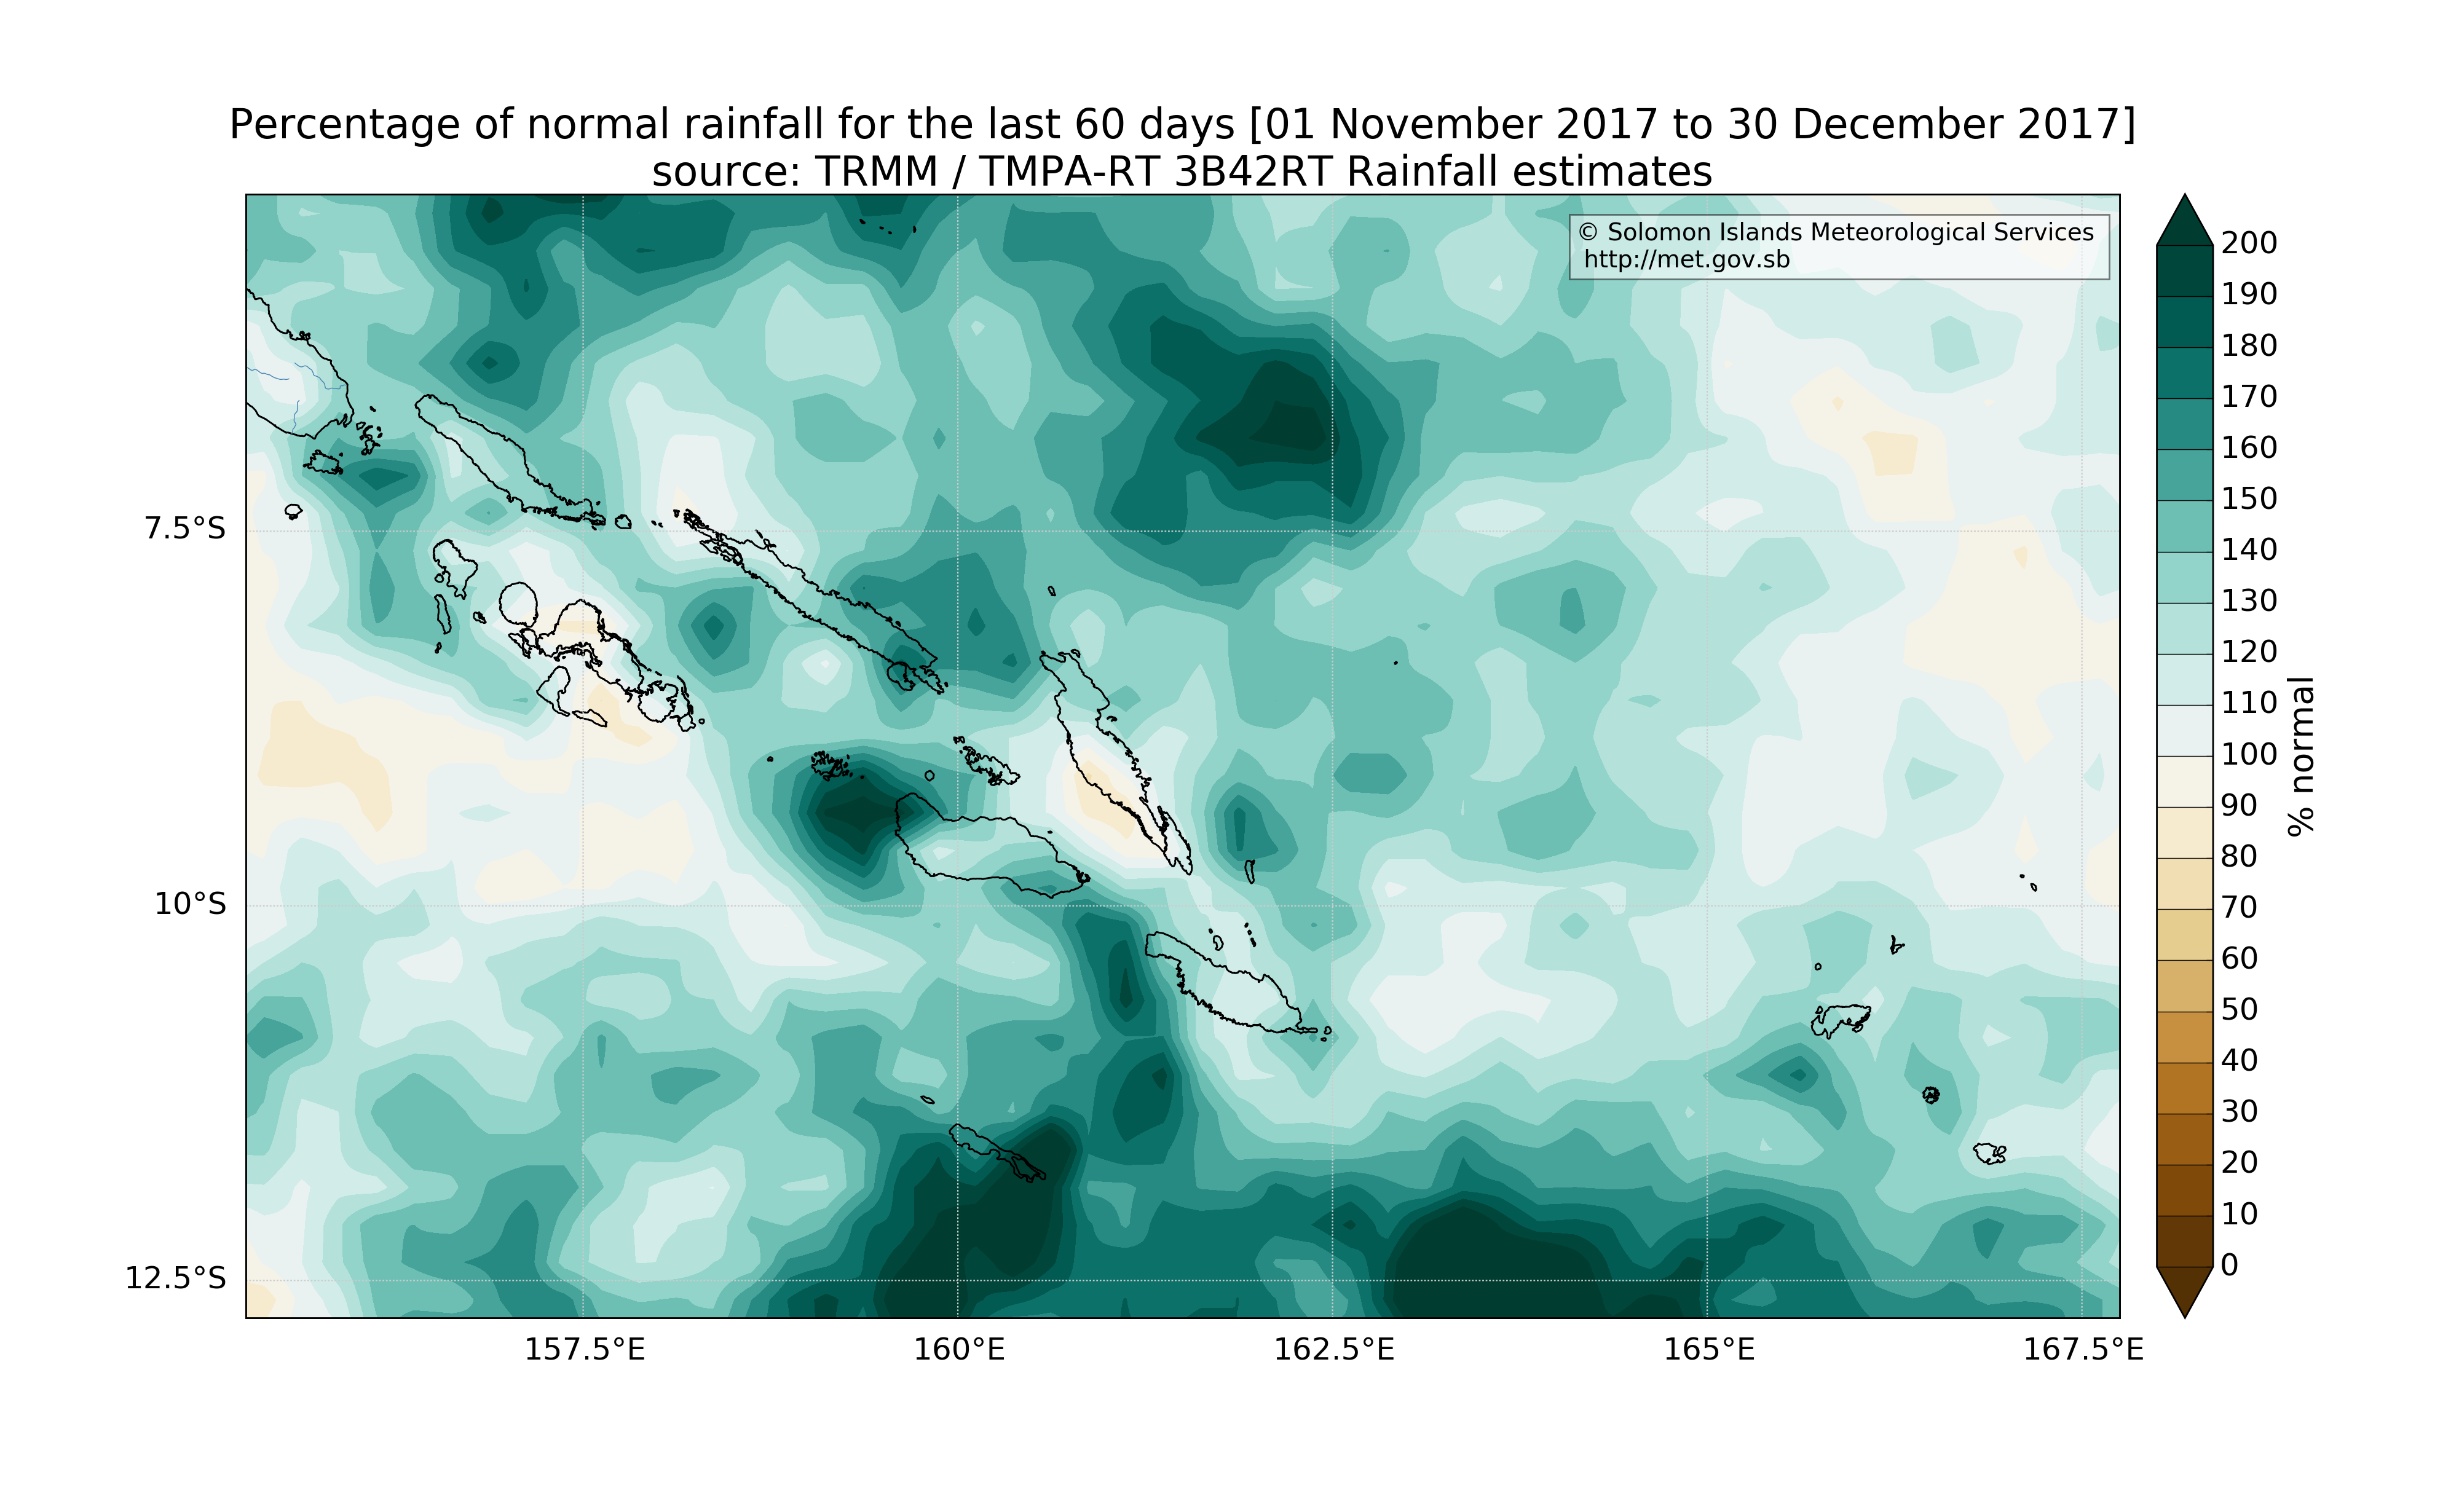 Percentage of normal rainfall for the last 60 days [01 November 2017 to 30 December 2017]
source: TRMM / TMPA-RT 3B42RT Rainfall estimates
© Solomon Islands Meteorological Services
http://met.gov.sb
7.5°S
10°S
12.5°S
157.5°E
160°E
162.5°E
165°E
167.5°E
200
190
180
170
160
150
140
130
120
110
100
90
80
70
60
50
40
30
20
10
0
% normal